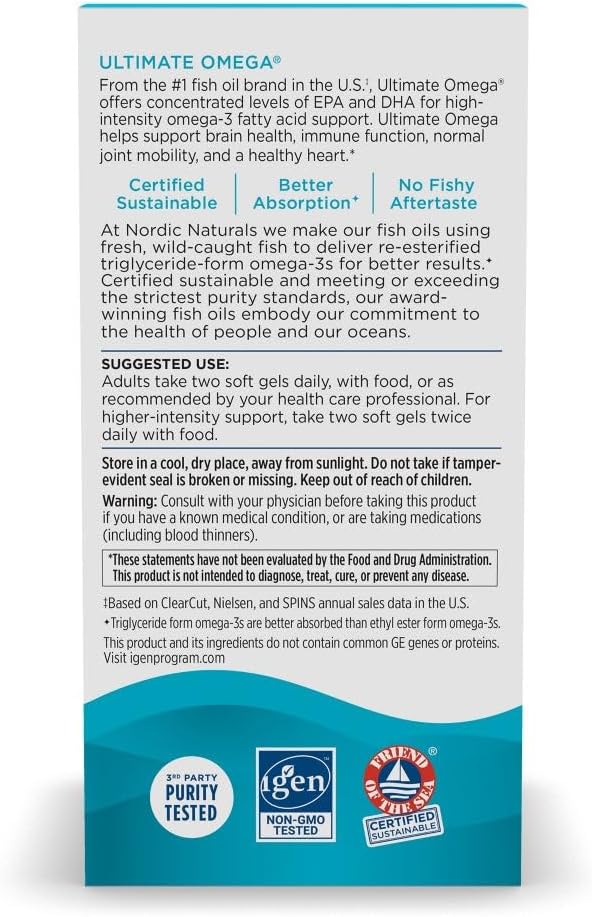 ULTIMATE OMEGA®
From the #1 fish oil brand in the U.S.‡, Ultimate Omega®
offers concentrated levels of EPA and DHA for high-
intensity omega-3 fatty acid support. Ultimate Omega
helps support brain health, immune function, normal
joint mobility, and a healthy heart.*
Certified Sustainable
Better Absorption✦
No Fishy Aftertaste
At Nordic Naturals we make our fish oils using
fresh, wild-caught fish to deliver re-esterified
triglyceride-form omega-3s for better results.✦
Certified sustainable and meeting or exceeding
the strictest purity standards, our award-
winning fish oils embody our commitment to
the health of people and our oceans.
SUGGESTED USE:
Adults take two soft gels daily, with food, or as
recommended by your health care professional. For
higher-intensity support, take two soft gels twice
daily with food.
Store in a cool, dry place, away from sunlight. Do not take if tamper-
evident seal is broken or missing. Keep out of reach of children.
Warning: Consult with your physician before taking this product
if you have a known medical condition, or are taking medications
(including blood thinners).
*These statements have not been evaluated by the Food and Drug Administration.
This product is not intended to diagnose, treat, cure, or prevent any disease.
‡Based on ClearCut, Nielsen, and SPINS annual sales data in the U.S.
✦Triglyceride form omega-3s are better absorbed than ethyl ester form omega-3s.
This product and its ingredients do not contain common GE genes or proteins.
Visit igenprogram.com
3RD PARTY
PURITY
TESTED
igen™
NON-GMO
TESTED
FRIEND
OF THE SEA®
CERTIFIED
SUSTAINABLE